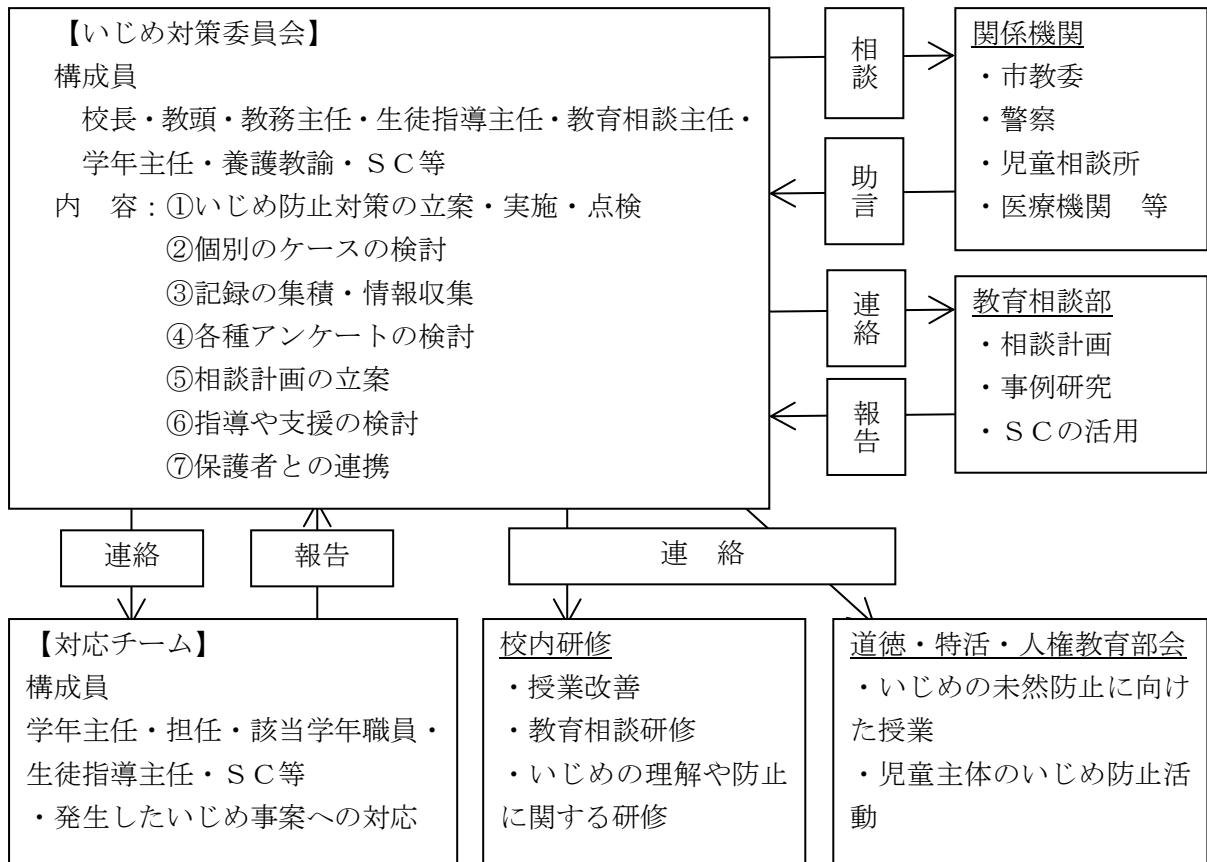 【いじめ対策委員会】
構成員
校長・教頭・教務主任・生徒指導主任・教育相談主任・
学年主任・養護教諭・ＳＣ等
内　容：①いじめ防止対策の立案・実施・点検
②個別のケースの検討
③記録の集積・情報収集
④各種アンケートの検討
⑤相談計画の立案
⑥指導や支援の検討
⑦保護者との連携
相談
助言
関係機関
・市教委
・警察
・児童相談所
・医療機関　等
連絡
報告
教育相談部
・相談計画
・事例研究
・ＳＣの活用
連絡
報告
連　絡
【対応チーム】
構成員
学年主任・担任・該当学年職員・
生徒指導主任・ＳＣ等
・発生したいじめ事案への対応
校内研修
・授業改善
・教育相談研修
・いじめの理解や防止
に関する研修
道徳・特活・人権教育部会
・いじめの未然防止に向け
た授業
・児童主体のいじめ防止活
動